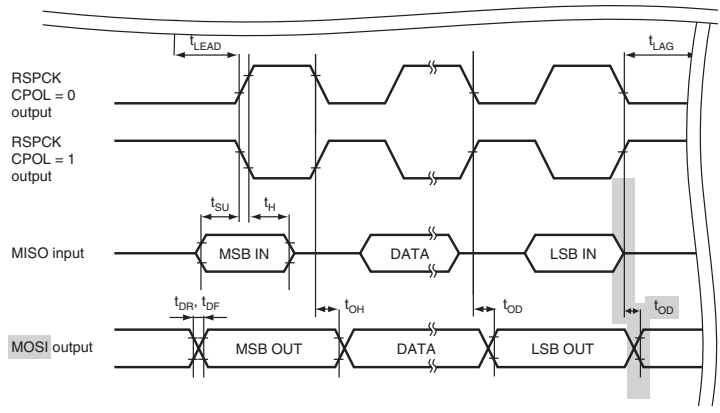 tLEAD
tLAG
RSPCK
CPOL = 0
output
RSPCK
CPOL = 1
output
tSU
tH
MISO input
MSB IN
DATA
LSB IN
tDR, tDF
tOH
tOD
tOD
MOSI output
MSB OUT
DATA
LSB OUT